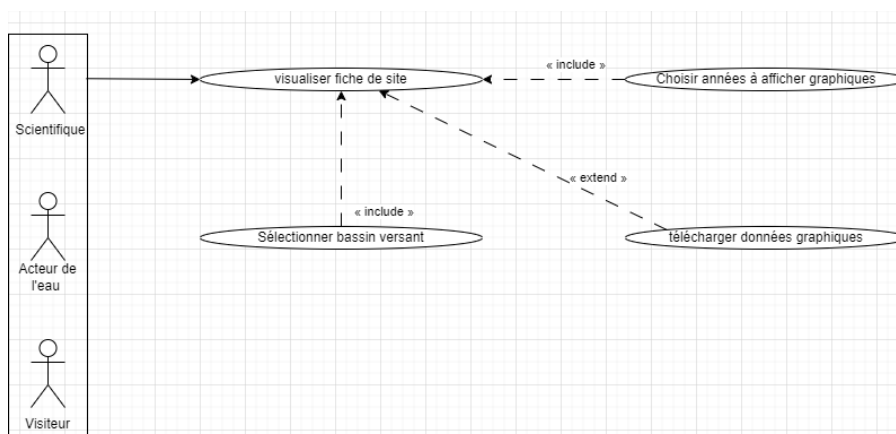 « include »
visualiser fiche de site
Choisir années à afficher graphiques
Scientifique
« extend »
« include »
Sélectionner bassin versant
télécharger données graphiques
Acteur de
l'eau
Visiteur